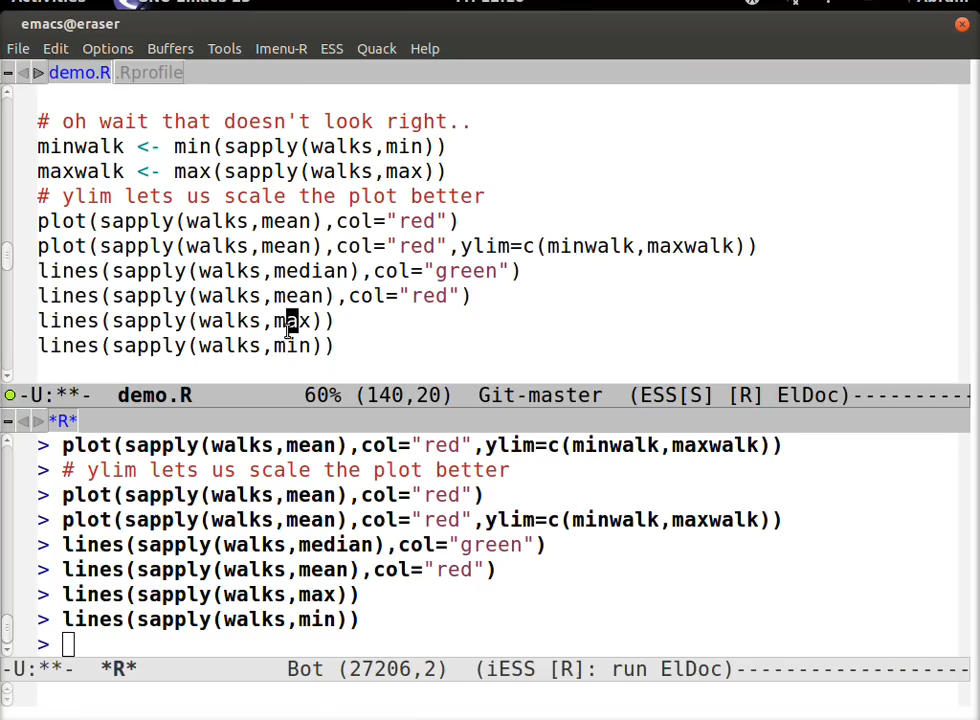 emacs@eraser
File Edit Options Buffers Tools Imenu-R ESS Quack Help
demo.R .Rprofile
# oh wait that doesn't look right..
minwalk <- min(sapply(walks,min))
maxwalk <- max(sapply(walks,max))
# ylim lets us scale the plot better
plot(sapply(walks,mean),col="red")
plot(sapply(walks,mean),col="red",ylim=c(minwalk,maxwalk))
lines(sapply(walks,median),col="green")
lines(sapply(walks,mean),col="red")
lines(sapply(walks,max))
lines(sapply(walks,min))
-U:**- demo.R 60% (140,20) Git-master (ESS[S] [R] ElDoc)----------
*R*
> plot(sapply(walks,mean),col="red",ylim=c(minwalk,maxwalk))
> # ylim lets us scale the plot better
> plot(sapply(walks,mean),col="red")
> plot(sapply(walks,mean),col="red",ylim=c(minwalk,maxwalk))
> lines(sapply(walks,median),col="green")
> lines(sapply(walks,mean),col="red")
> lines(sapply(walks,max))
> lines(sapply(walks,min))
>
-U:**- *R* Bot (27206,2) (iESS [R]: run ElDoc)-------------------